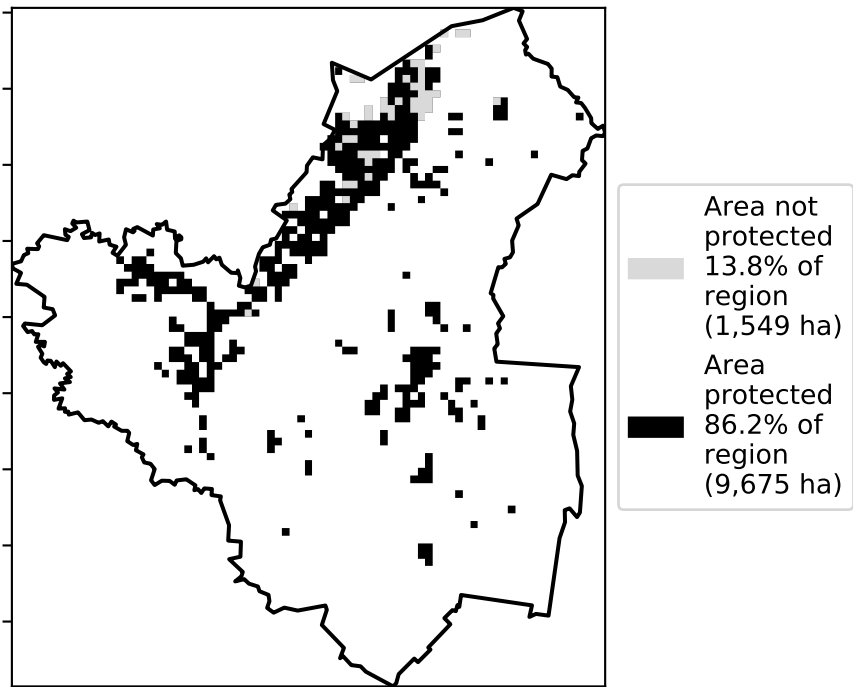 Area not
protected
13.8% of
region
(1,549 ha)
Area
protected
86.2% of
region
(9,675 ha)